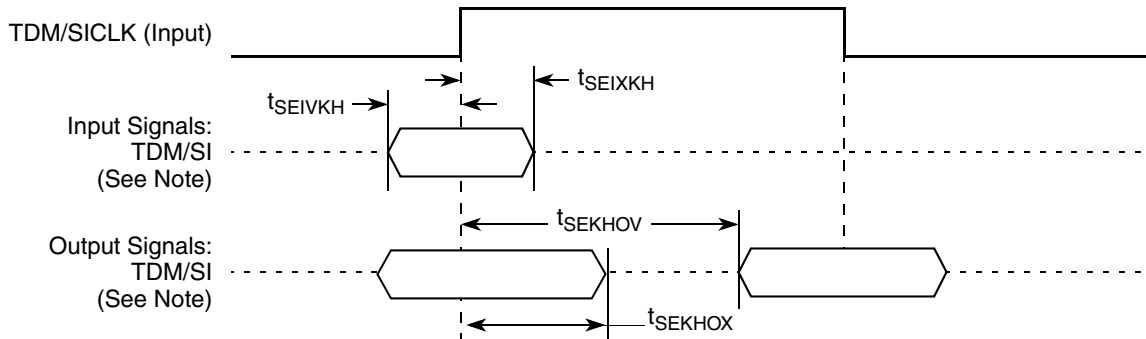 TDM/SICLK (Input)
tSEIXKH
tSEIVKH
Input Signals:
TDM/SI
(See Note)
tSEKHOV
Output Signals:
TDM/SI
(See Note)
tSEKHOX